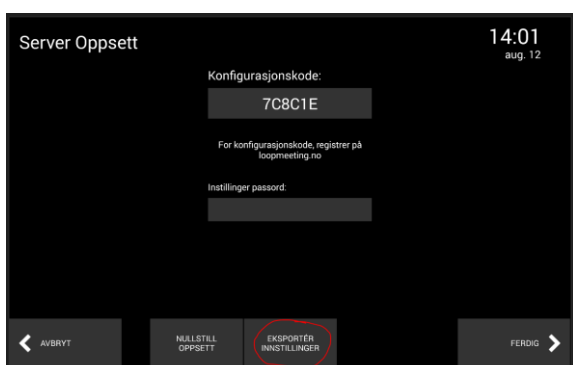 Server Oppsett
14:01
aug. 12
Konfigurasjonskode:
7C8C1E
For konfigurasjonskode, registrer på
loopmeeting.no
Instillinger passord:
AVBRYT
NULLSTILL
OPPSETT
EKSPORTÉR
INNSTILLINGER
FERDIG